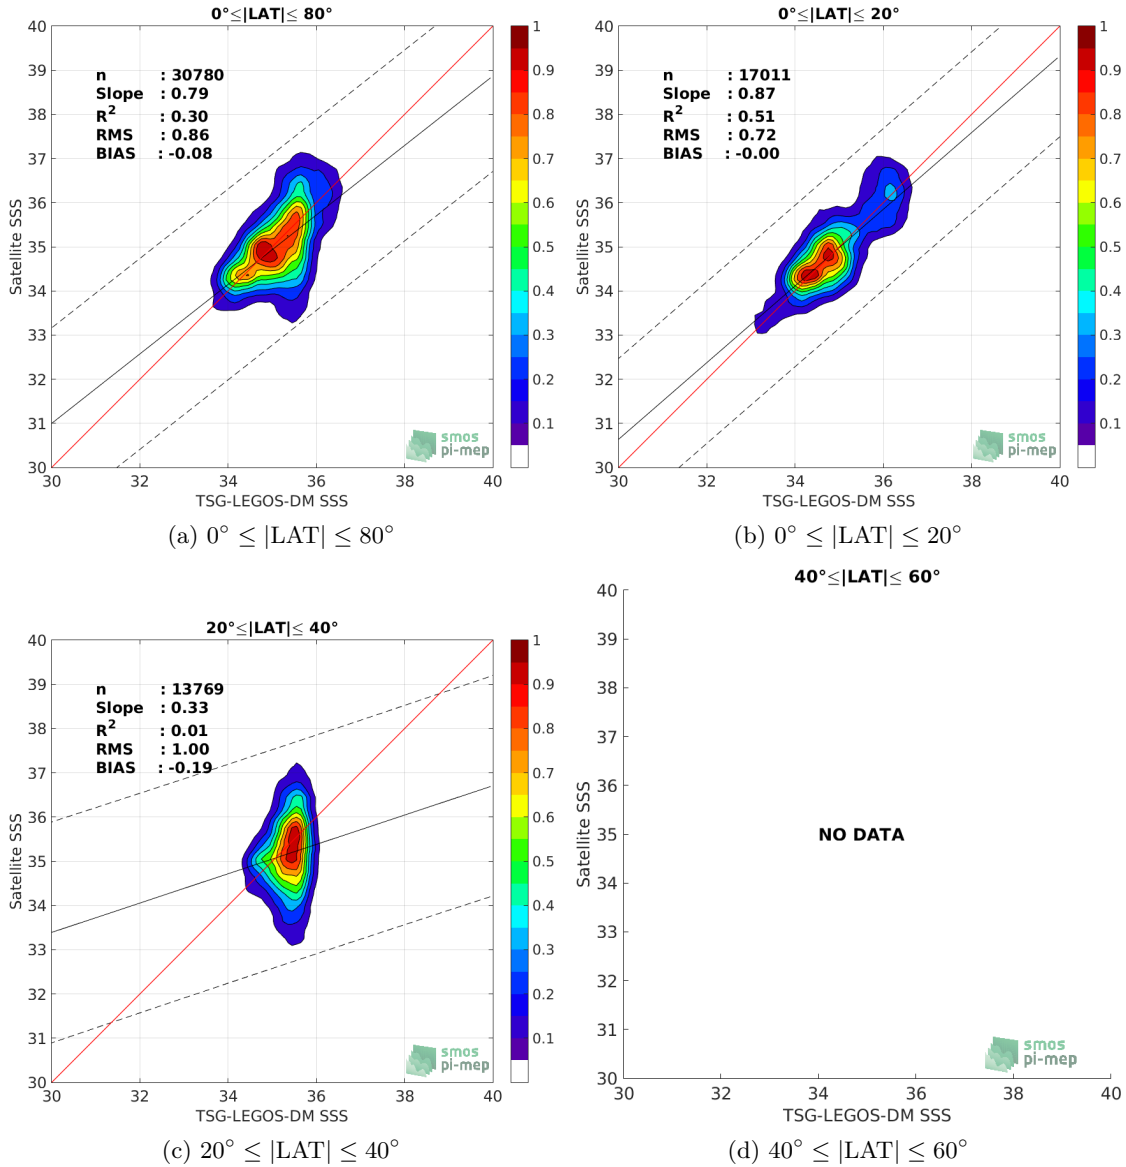 0°≤|LAT|≤ 80°
n : 30780
Slope : 0.79
R² : 0.30
RMS : 0.86
BIAS : -0.08
40
39
38
37
36
35
34
33
32
31
30
Satellite SSS
30 32 34 36 38 40
TSG-LEGOS-DM SSS
1
0.9
0.8
0.7
0.6
0.5
0.4
0.3
0.2
0.1
smos
pi-mep
(a) 0° ≤ |LAT| ≤ 80°
0°≤|LAT|≤ 20°
n : 17011
Slope : 0.87
R² : 0.51
RMS : 0.72
BIAS : -0.00
40
39
38
37
36
35
34
33
32
31
30
Satellite SSS
30 32 34 36 38 40
TSG-LEGOS-DM SSS
1
0.9
0.8
0.7
0.6
0.5
0.4
0.3
0.2
0.1
smos
pi-mep
(b) 0° ≤ |LAT| ≤ 20°
20°≤|LAT|≤ 40°
n : 13769
Slope : 0.33
R² : 0.01
RMS : 1.00
BIAS : -0.19
40
39
38
37
36
35
34
33
32
31
30
Satellite SSS
30 32 34 36 38 40
TSG-LEGOS-DM SSS
1
0.9
0.8
0.7
0.6
0.5
0.4
0.3
0.2
0.1
smos
pi-mep
(c) 20° ≤ |LAT| ≤ 40°
40°≤|LAT|≤ 60°
40
39
38
37
36
35
34
33
32
31
30
Satellite SSS
NO DATA
30 32 34 36 38 40
TSG-LEGOS-DM SSS
smos
pi-mep
(d) 40° ≤ |LAT| ≤ 60°